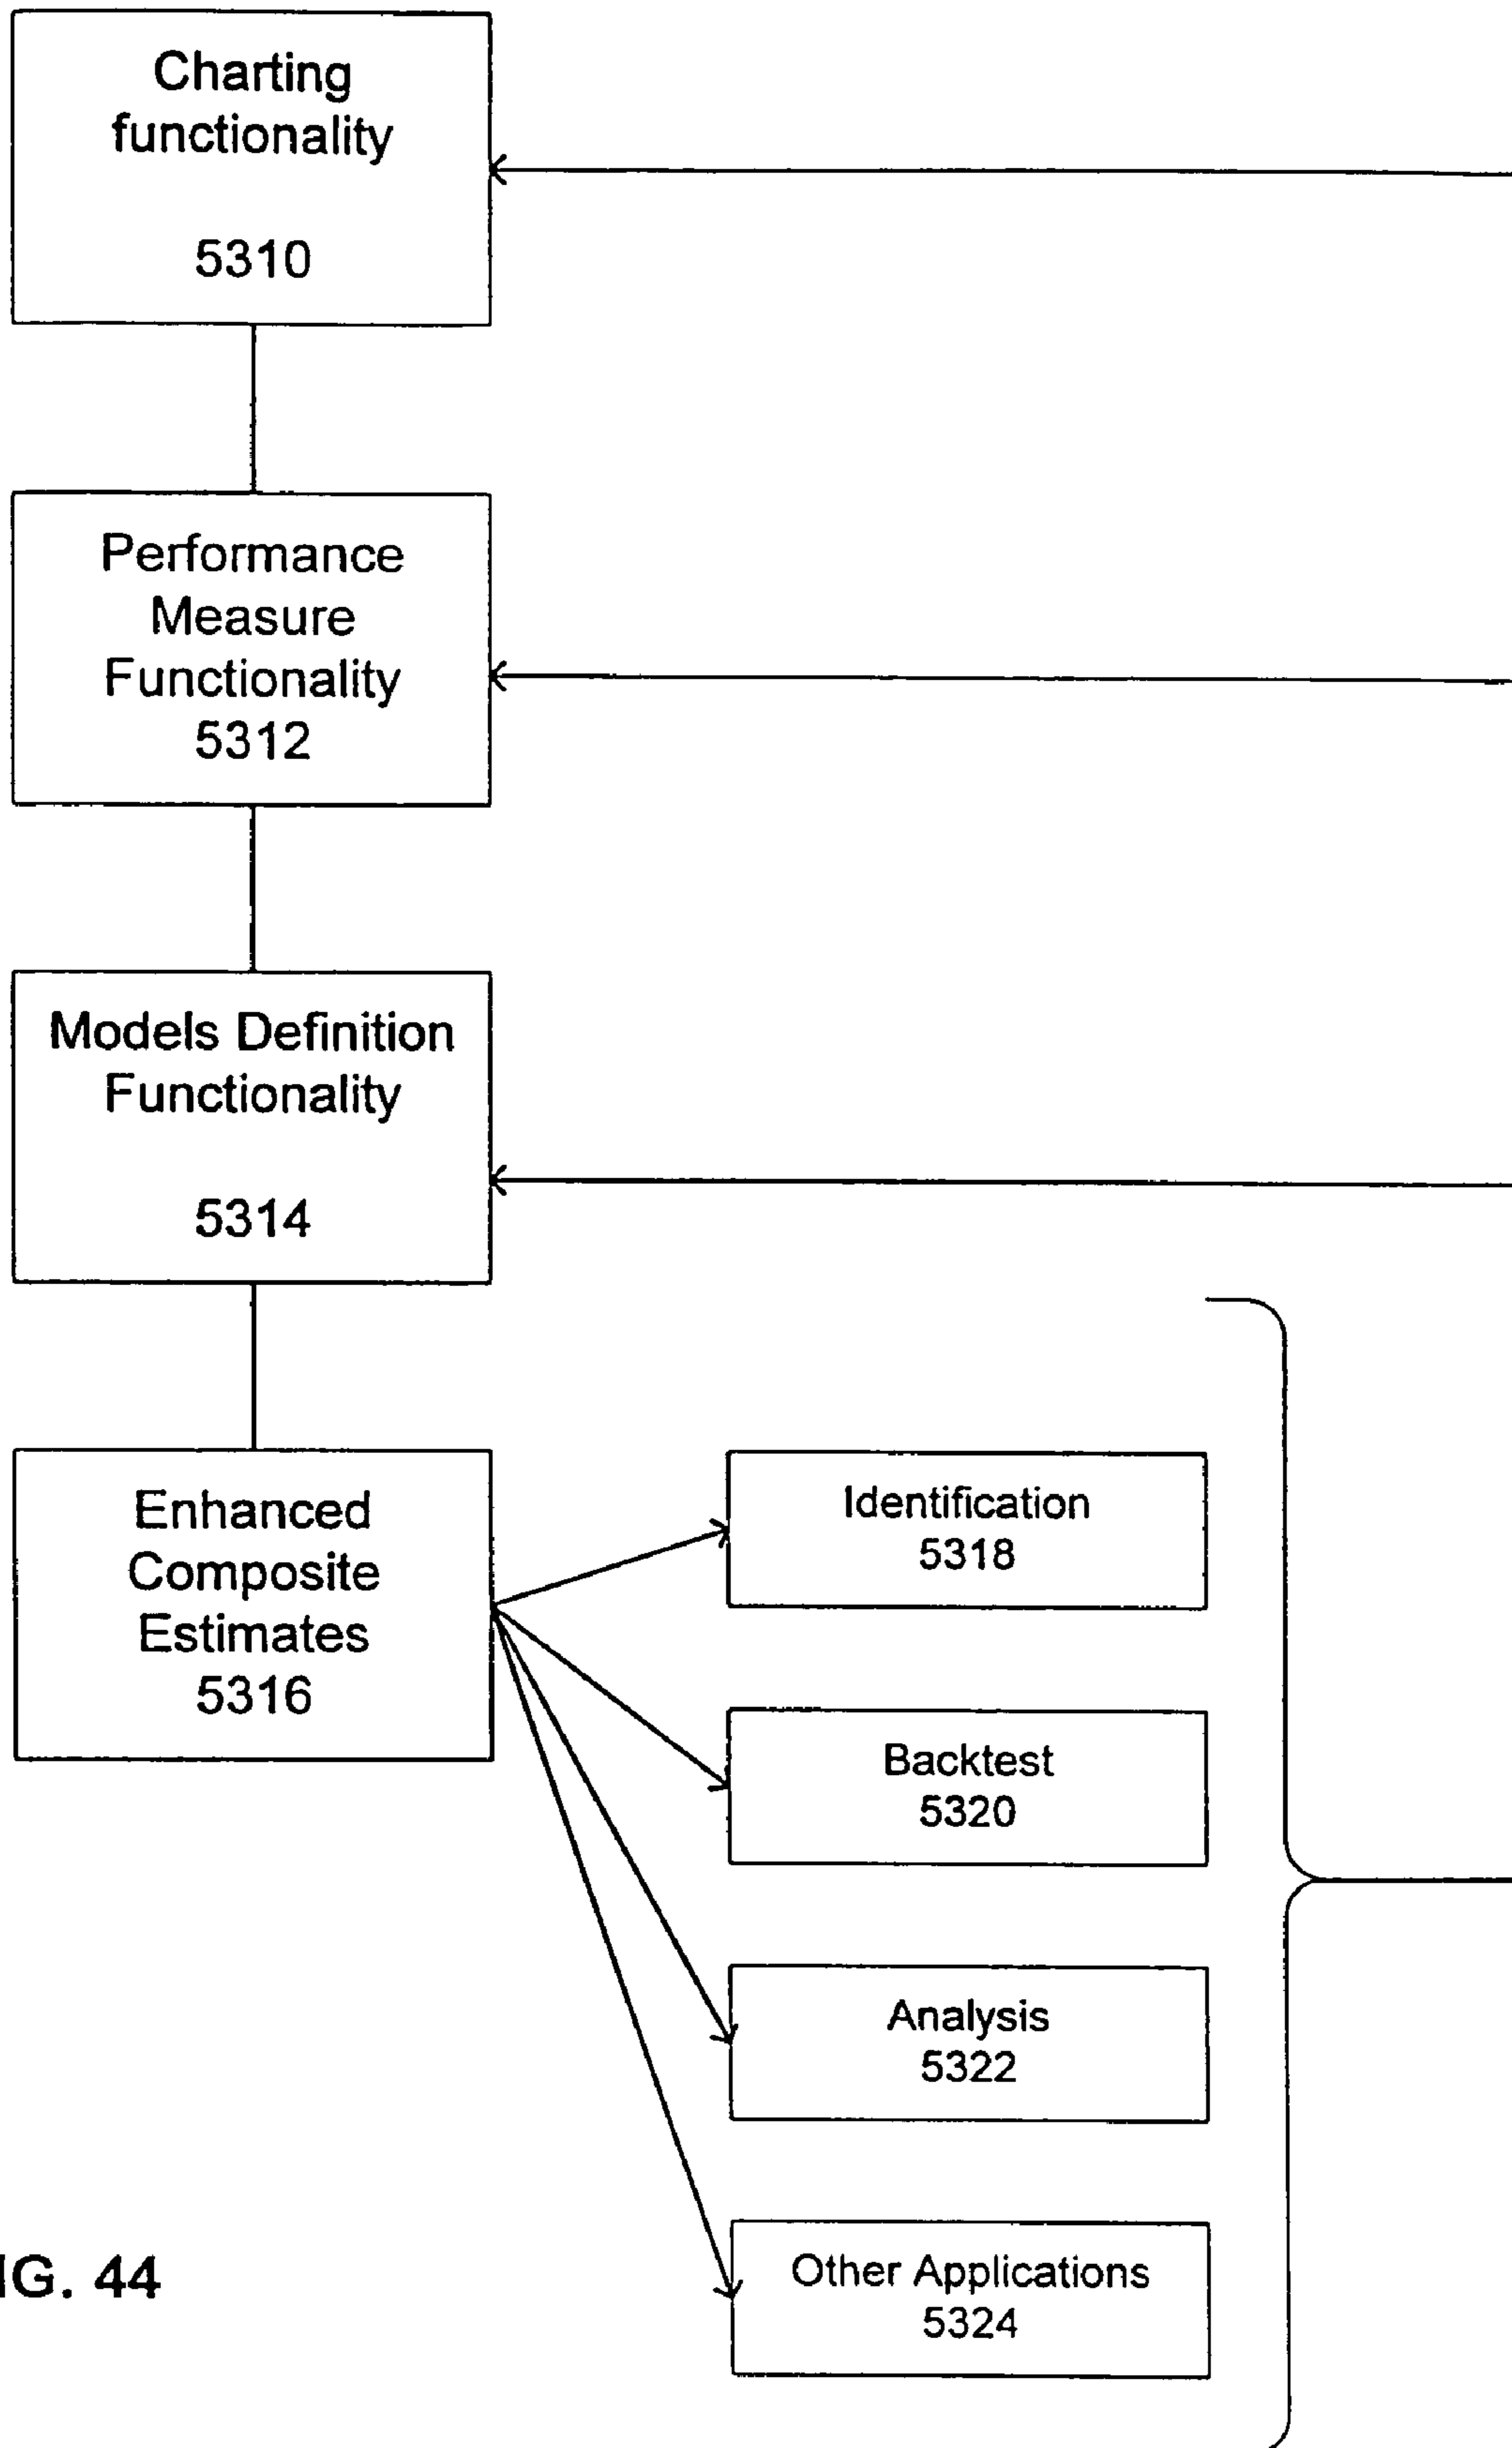 Charting
functionality
5310
Performance
Measure
Functionality
5312
Models Definition
Functionality
5314
Enhanced
Composite
Estimates
5316
Identification
5318
Backtest
5320
Analysis
5322
Other Applications
5324
IG. 44